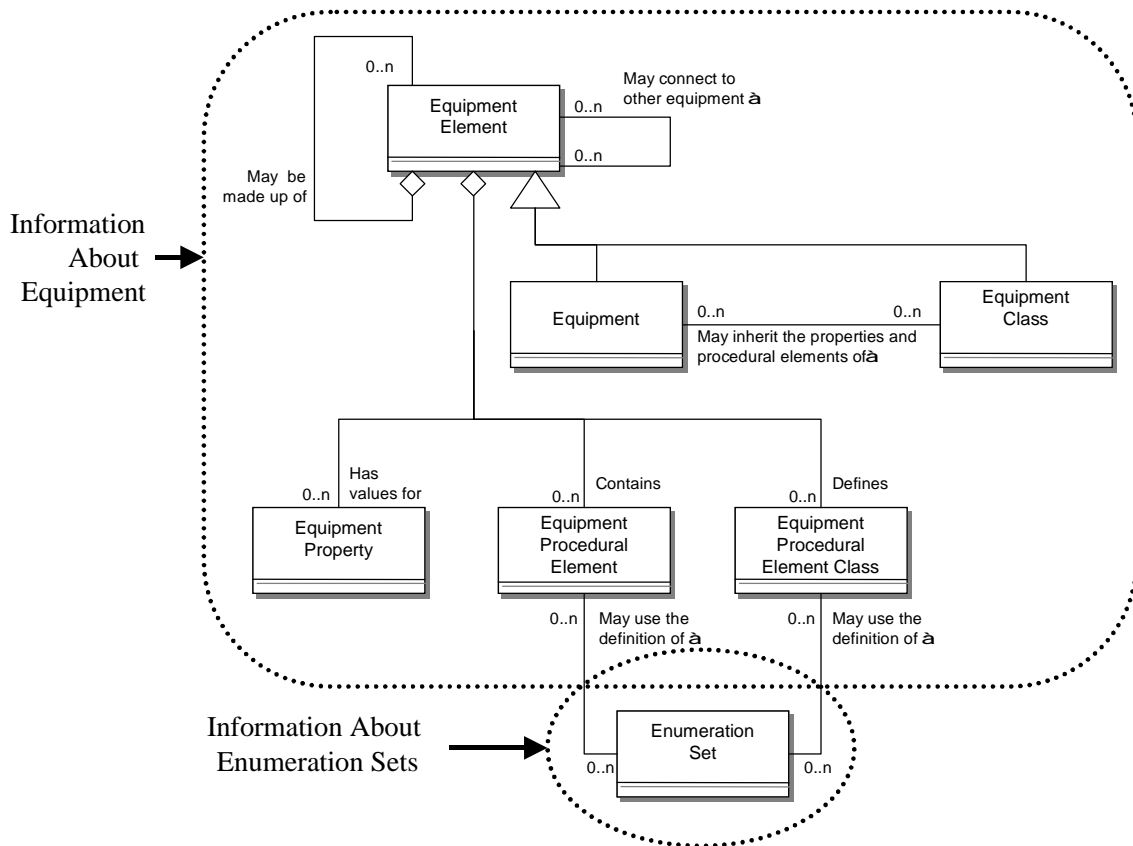 0..n
Equipment
Element
May connect to
other equipment à
0..n
0..n
May be
made up of
Information
About
Equipment
Equipment
0..n
0..n
May inherit the properties and
procedural elements of à
Equipment
Class
Has
values for
0..n
Contains
0..n
Defines
0..n
Equipment
Property
Equipment
Procedural
Element
Equipment
Procedural
Element Class
0..n
May use the
definition of à
0..n
May use the
definition of à
Information About
Enumeration Sets
Enumeration
Set
0..n
0..n